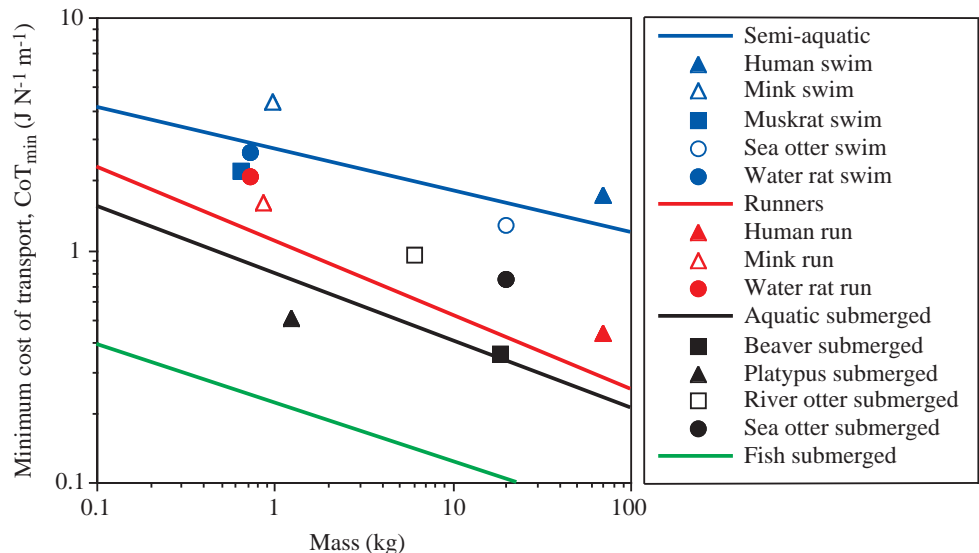 Minimum cost of transport, CoTmin (J N-1 m-1)
10
1
0.1
0.1
1
10
100
Mass (kg)
Semi-aquatic
Human swim
Mink swim
Muskrat swim
Sea otter swim
Water rat swim
Runners
Human run
Mink run
Water rat run
Aquatic submerged
Beaver submerged
Platypus submerged
River otter submerged
Sea otter submerged
Fish submerged